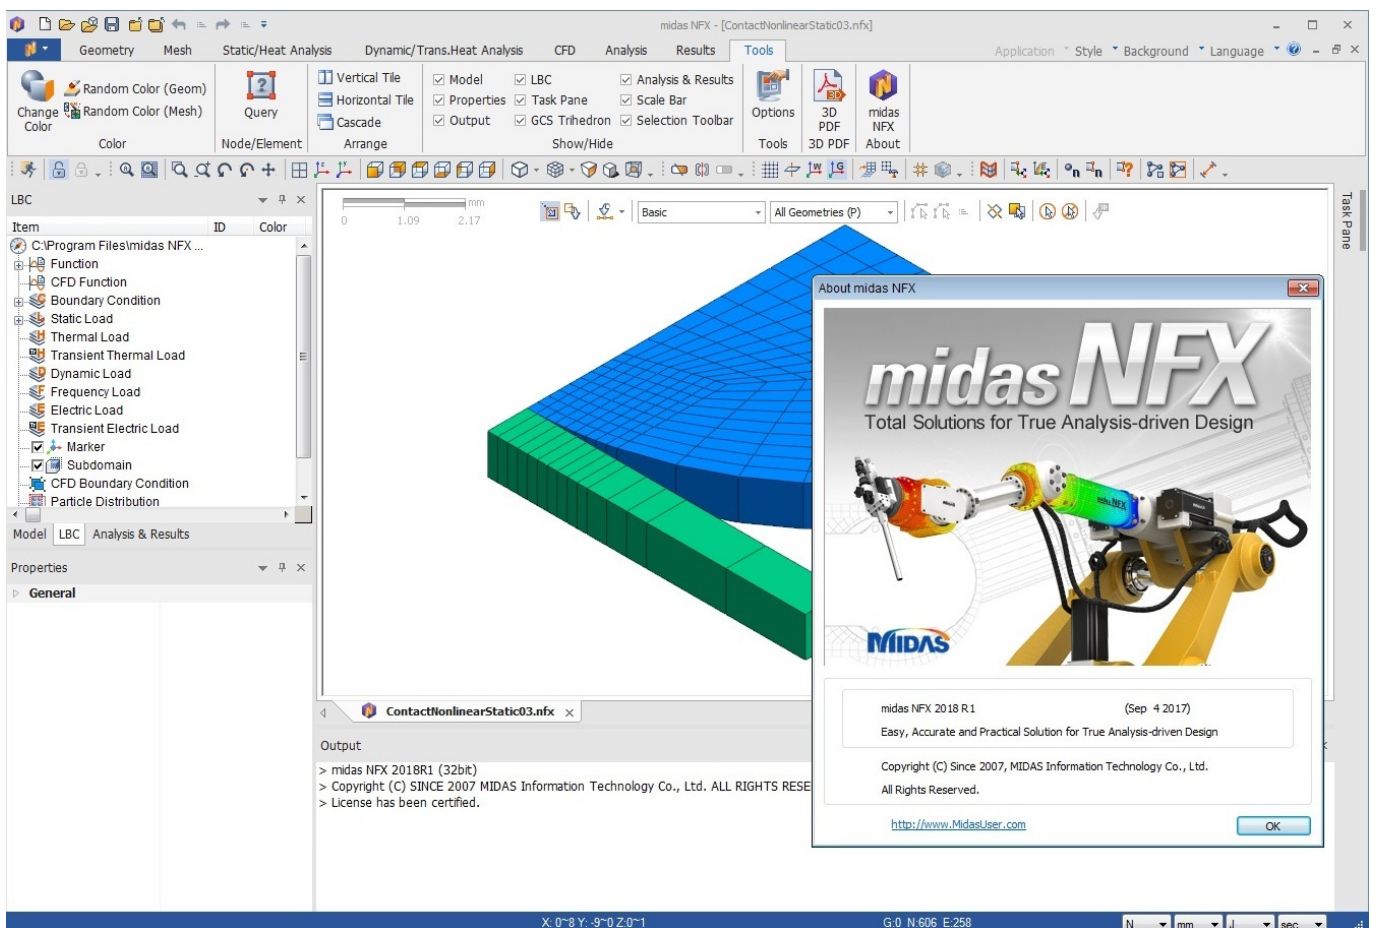 midas NFX - [ContactNonlinearStatic03.nfx]
Geometry Mesh Static/Heat Analysis Dynamic/Trans.Heat Analysis CFD Analysis Results Tools Application Style Background Language
Change Color
Random Color (Geom)
Random Color (Mesh)
Color
Query
Node/Element
Vertical Tile
Horizontal Tile
Cascade
Arrange
Model LBC Analysis & Results
Properties Task Pane Scale Bar
Output GCS Trihedron Selection Toolbar
Show/Hide
Options
Tools
3D PDF
3D PDF
midas NFX
About
LBC
Item ID Color
C:\Program Files\midas NFX ...
Function
CFD Function
Boundary Condition
Static Load
Thermal Load
Transient Thermal Load
Dynamic Load
Frequency Load
Electric Load
Transient Electric Load
Marker
Subdomain
CFD Boundary Condition
Particle Distribution
Model LBC Analysis & Results
Properties
General
mm
0 1.09 2.17
Basic
All Geometries (P)
Task Pane
ContactNonlinearStatic03.nfx
Output
> midas NFX 2018R1 (32bit)
> Copyright (C) SINCE 2007 MIDAS Information Technology Co., Ltd. ALL RIGHTS RESE
> License has been certified.
About midas NFX
midas NFX
Total Solutions for True Analysis-driven Design
midas NFX
MIDAS
midas NFX 2018 R1 (Sep 4 2017)
Easy, Accurate and Practical Solution for True Analysis-driven Design
Copyright (C) Since 2007, MIDAS Information Technology Co., Ltd.
All Rights Reserved.
http://www.MidasUser.com
OK
X: 0~8 Y: -9~0 Z:0~1 G:0 N:606 E:258 N mm J sec